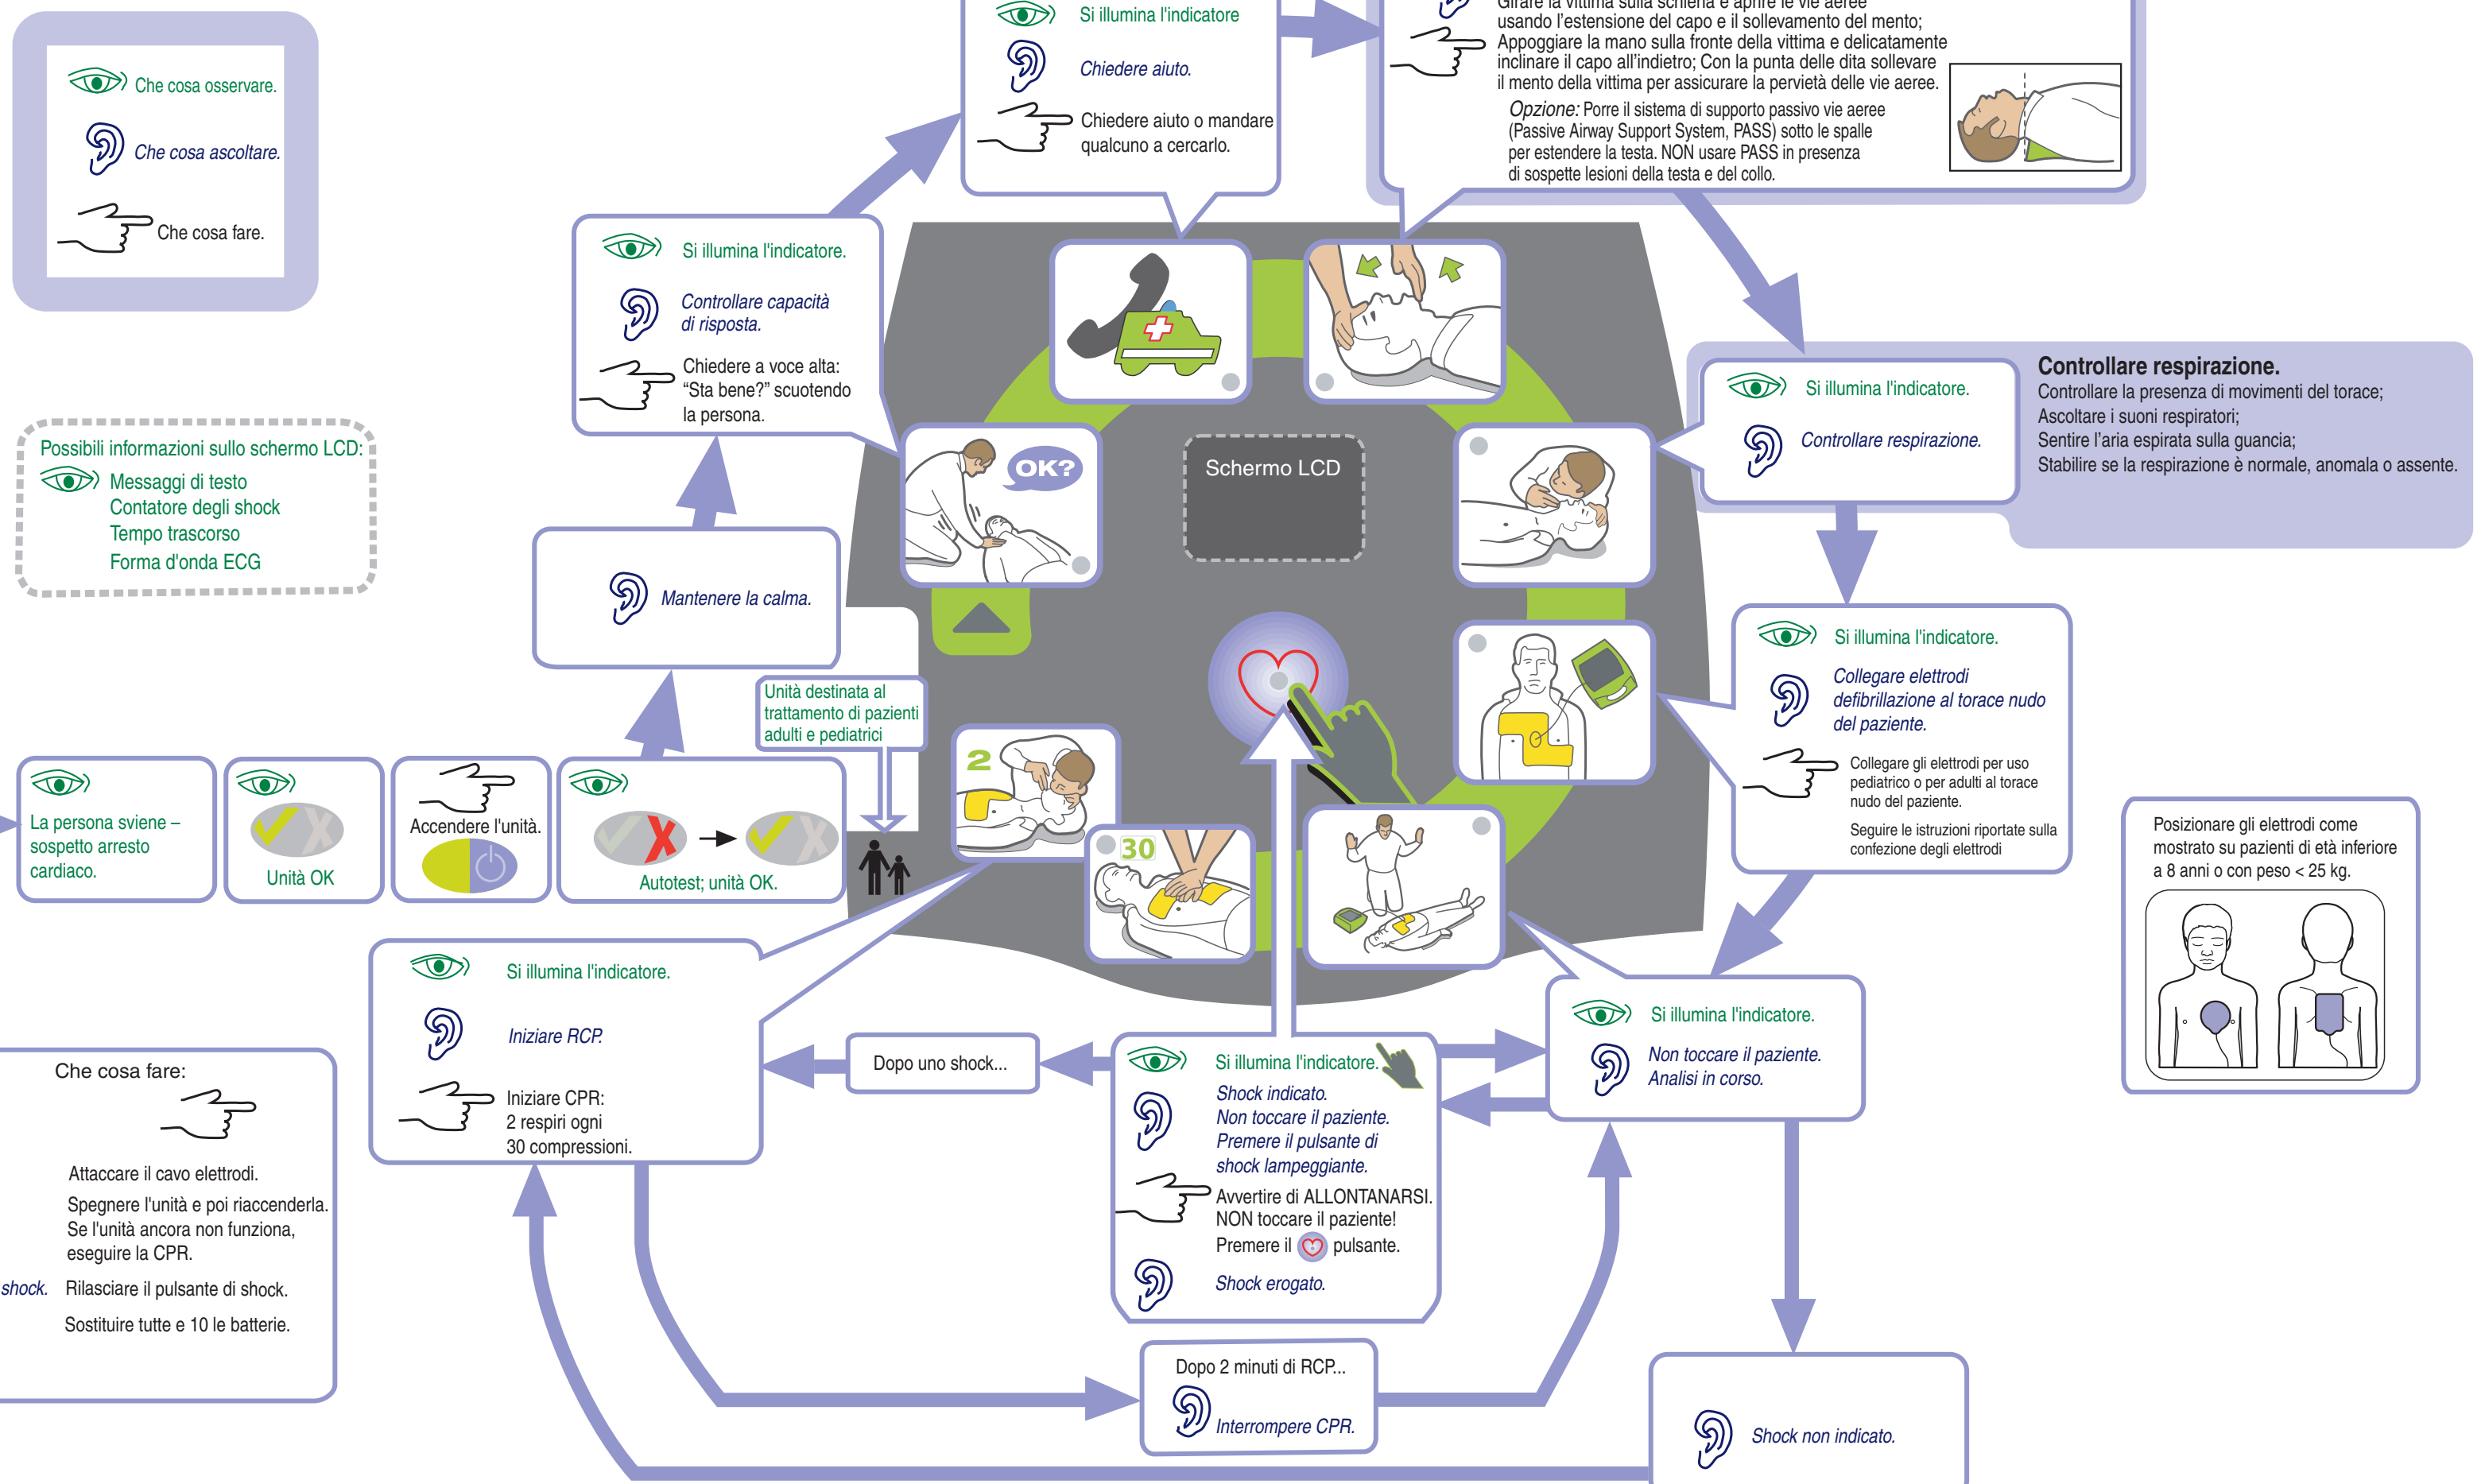 Che cosa osservare.
Che cosa ascoltare.
Che cosa fare.
Possibili informazioni sullo schermo LCD:
Messaggi di testo
Contatore degli shock
Tempo trascorso
Forma d'onda ECG
La persona sviene –
sospetto arresto
cardiaco.
Unità OK
Accendere l'unità.
Autotest; unità OK.
Unità destinata al
trattamento di pazienti
adulti e pediatrici
Mantenere la calma.
Si illumina l'indicatore.
Controllare capacità
di risposta.
Chiedere a voce alta:
“Sta bene?” scuotendo
la persona.
Si illumina l'indicatore
Chiedere aiuto.
Chiedere aiuto o mandare
qualcuno a cercarlo.
Girare la vittima sulla schiena e aprire le vie aeree
usando l’estensione del capo e il sollevamento del mento;
Appoggiare la mano sulla fronte della vittima e delicatamente
inclinare il capo all'indietro; Con la punta delle dita sollevare
il mento della vittima per assicurare la pervietà delle vie aeree.
Opzione: Porre il sistema di supporto passivo vie aeree
(Passive Airway Support System, PASS) sotto le spalle
per estendere la testa. NON usare PASS in presenza
di sospette lesioni della testa e del collo.
OK?
Schermo LCD
2
30
Si illumina l'indicatore.
Controllare respirazione.
Controllare respirazione.
Controllare la presenza di movimenti del torace;
Ascoltare i suoni respiratori;
Sentire l’aria espirata sulla guancia;
Stabilire se la respirazione è normale, anomala o assente.
Si illumina l'indicatore.
Collegare elettrodi
defibrillazione al torace nudo
del paziente.
Collegare gli elettrodi per uso
pediatrico o per adulti al torace
nudo del paziente.
Seguire le istruzioni riportate sulla
confezione degli elettrodi
Posizionare gli elettrodi come
mostrato su pazienti di età inferiore
a 8 anni o con peso < 25 kg.
Si illumina l'indicatore.
Non toccare il paziente.
Analisi in corso.
Si illumina l'indicatore.
Shock indicato.
Non toccare il paziente.
Premere il pulsante di
shock lampeggiante.
Avvertire di ALLONTANARSI.
NON toccare il paziente!
Premere il pulsante.
Shock erogato.
Dopo uno shock...
Si illumina l'indicatore.
Iniziare RCP.
Iniziare CPR:
2 respiri ogni
30 compressioni.
Dopo 2 minuti di RCP...
Interrompere CPR.
Shock non indicato.
Che cosa fare:
Attaccare il cavo elettrodi.
Spegnere l'unità e poi riaccenderla.
Se l'unità ancora non funziona,
eseguire la CPR.
shock. Rilasciare il pulsante di shock.
Sostituire tutte e 10 le batterie.